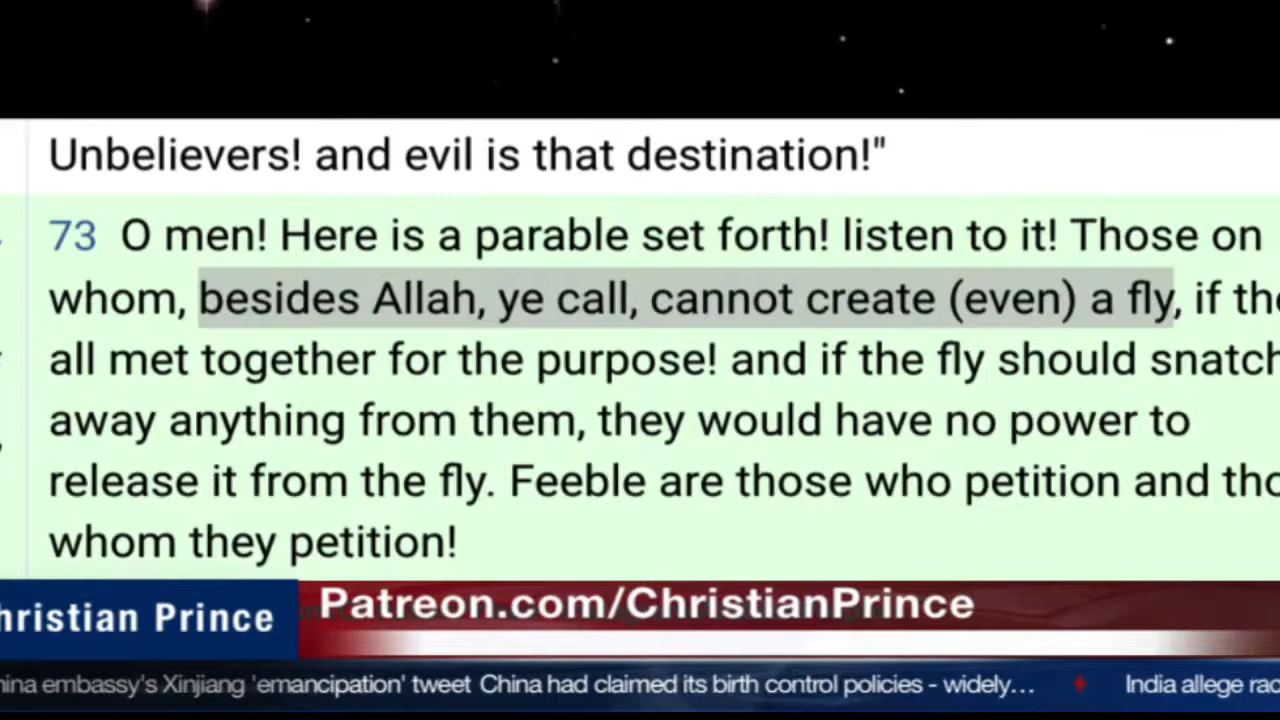 Unbelievers! and evil is that destination!"
73 O men! Here is a parable set forth! listen to it! Those on
whom, besides Allah, ye call, cannot create (even) a fly, if the
all met together for the purpose! and if the fly should snatch
away anything from them, they would have no power to
release it from the fly. Feeble are those who petition and tho
whom they petition!
hristian Prince
Patreon.com/ChristianPrince
hina embassy's Xinjiang 'emancipation' tweet China had claimed its birth control policies - widely... India allege rac